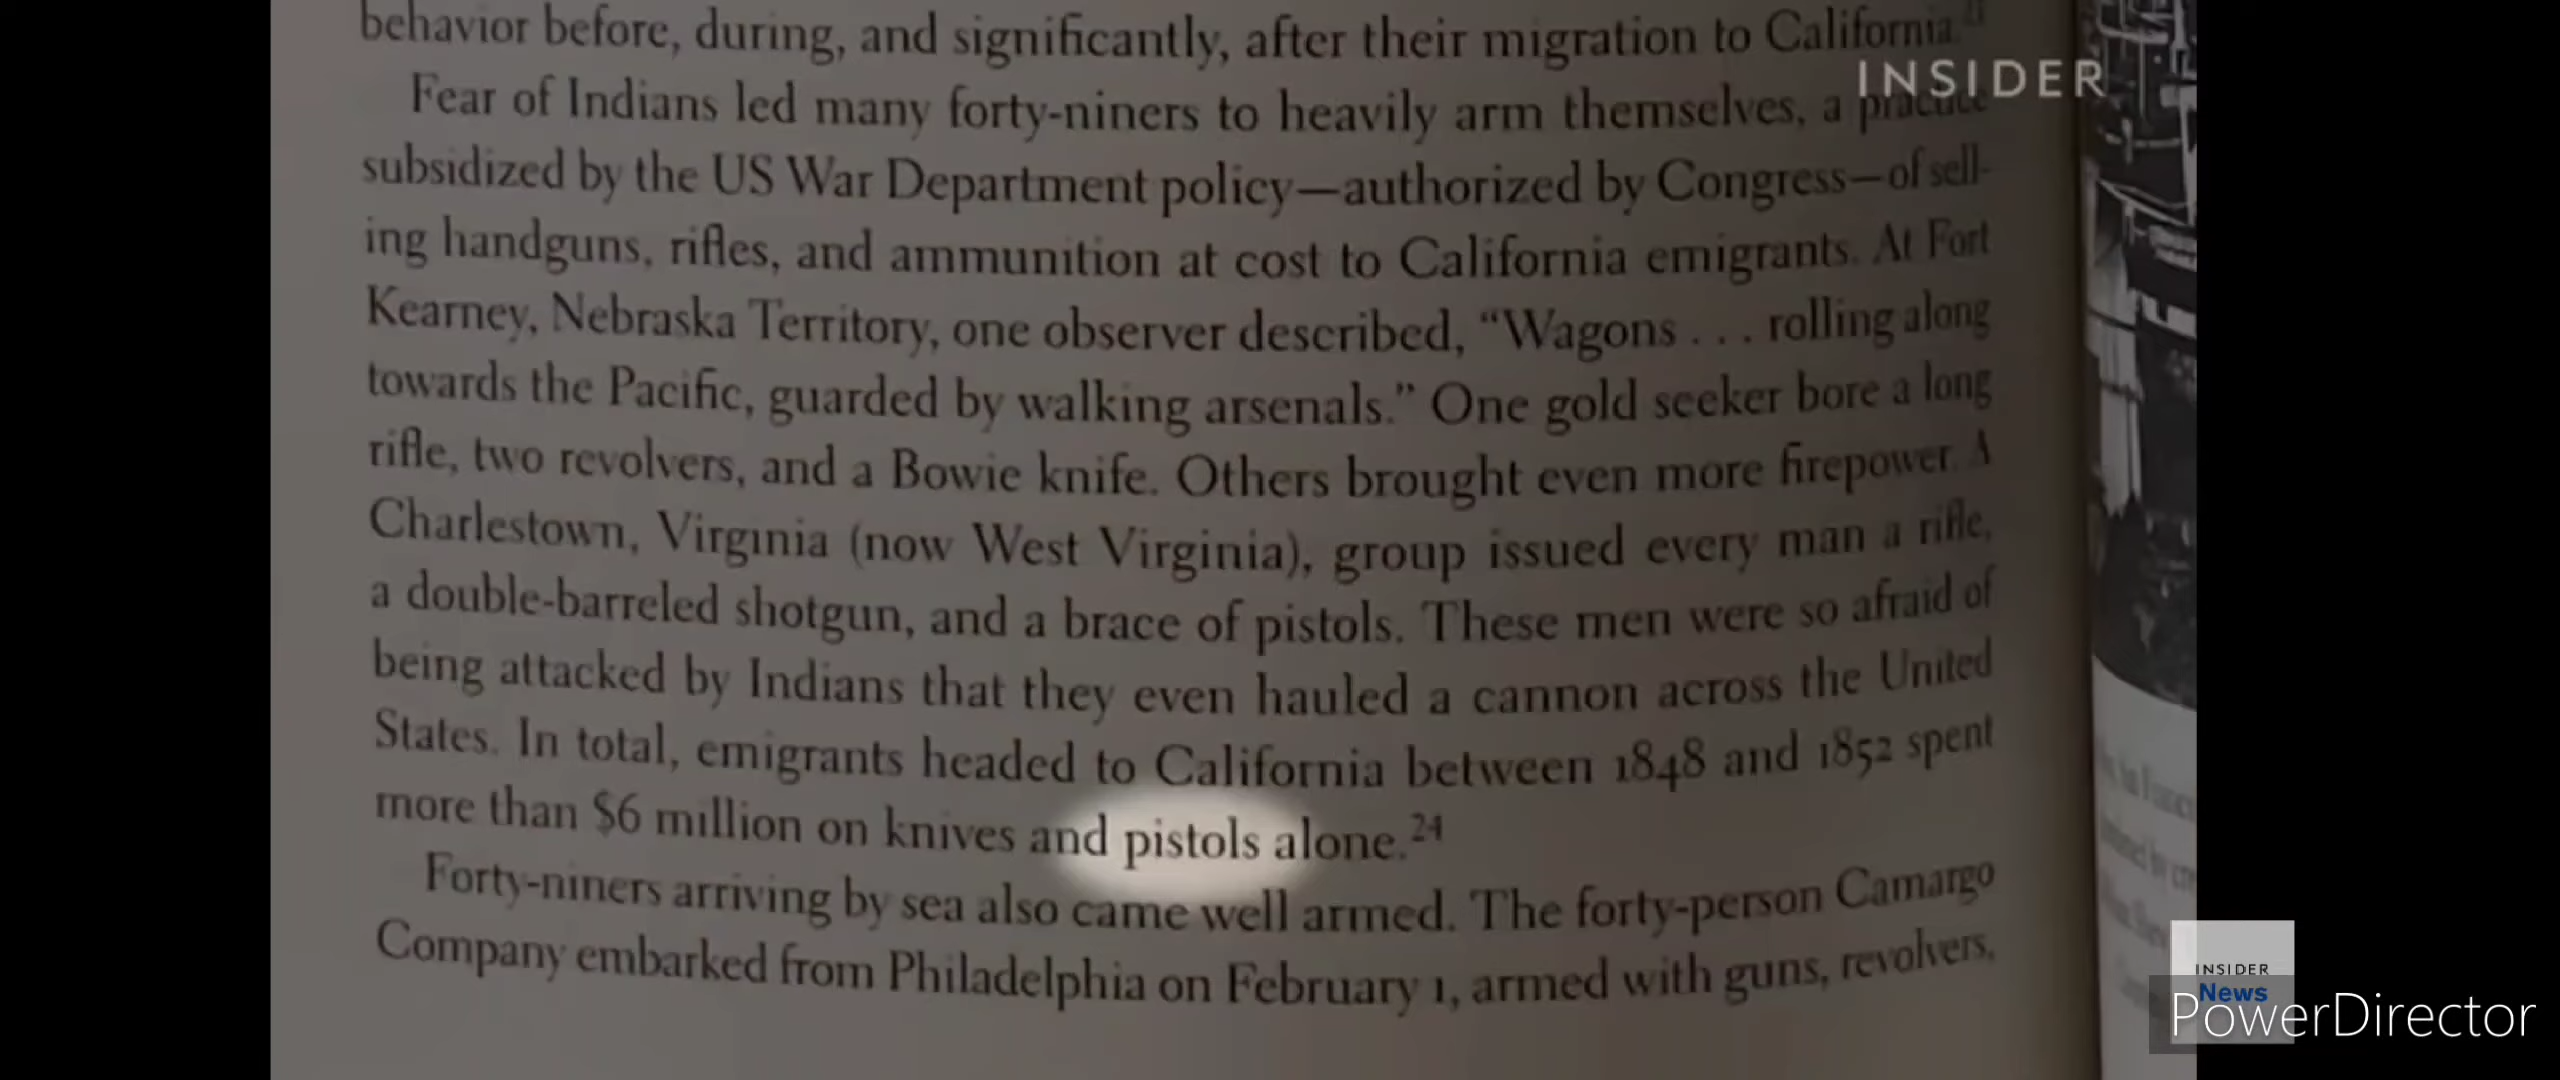 behavior before, during, and significantly, after their migration to California.
INSIDER
Fear of Indians led many forty-niners to heavily arm themselves, a practice
subsidized by the US War Department policy—authorized by Congress—of sell-
ing handguns, rifles, and ammunition at cost to California emigrants. At Fort
Kearney, Nebraska Territory, one observer described, “Wagons . . . rolling along
towards the Pacific, guarded by walking arsenals.” One gold seeker bore a long
rifle, two revolvers, and a Bowie knife. Others brought even more firepower. A
Charlestown, Virginia (now West Virginia), group issued every man a rifle,
a double-barreled shotgun, and a brace of pistols. These men were so afraid of
being attacked by Indians that they even hauled a cannon across the United
States. In total, emigrants headed to California between 1848 and 1852 spent
more than $6 million on knives and pistols alone.24
Forty-niners arriving by sea also came well armed. The forty-person Camargo
Company embarked from Philadelphia on February 1, armed with guns, revolvers,
INSIDER
News
PowerDirector